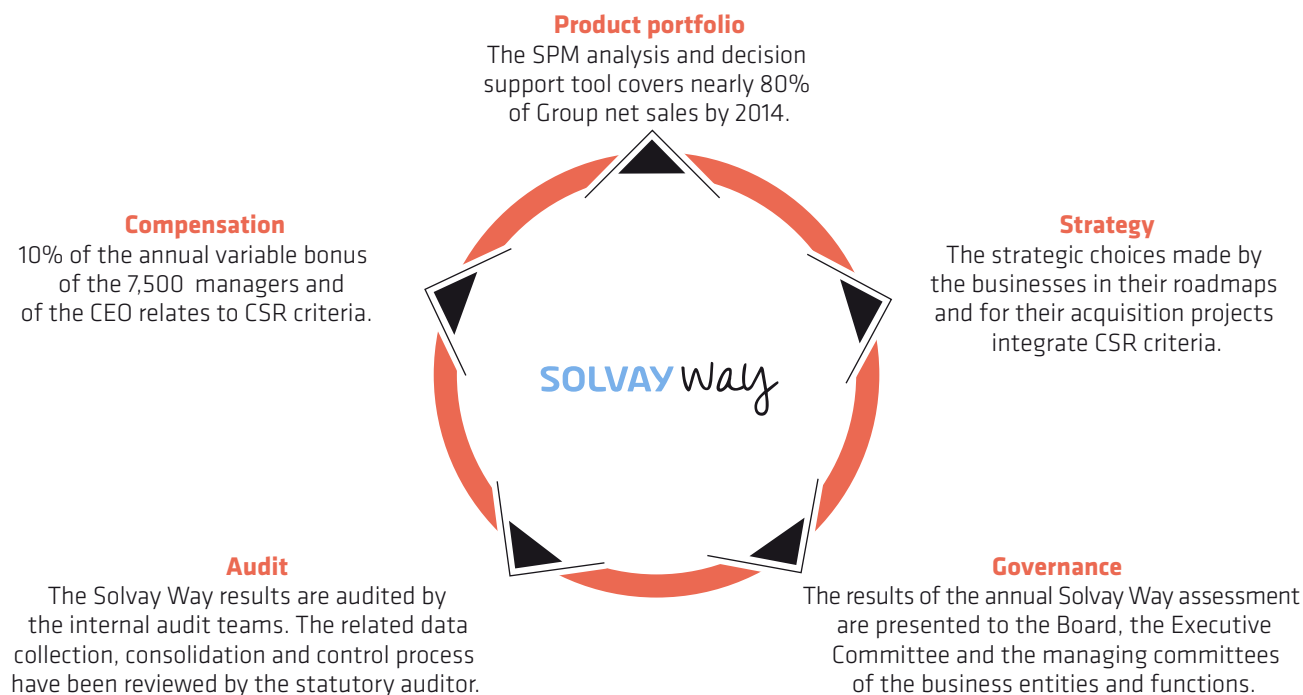 Product portfolio
The SPM analysis and decision
support tool covers nearly 80%
of Group net sales by 2014.
Compensation
10% of the annual variable bonus
of the 7,500 managers and
of the CEO relates to CSR criteria.
Strategy
The strategic choices made by
the businesses in their roadmaps
and for their acquisition projects
integrate CSR criteria.
SOLVAY way
Audit
The Solvay Way results are audited by
the internal audit teams. The related data
collection, consolidation and control process
have been reviewed by the statutory auditor.
Governance
The results of the annual Solvay Way assessment
are presented to the Board, the Executive
Committee and the managing committees
of the business entities and functions.